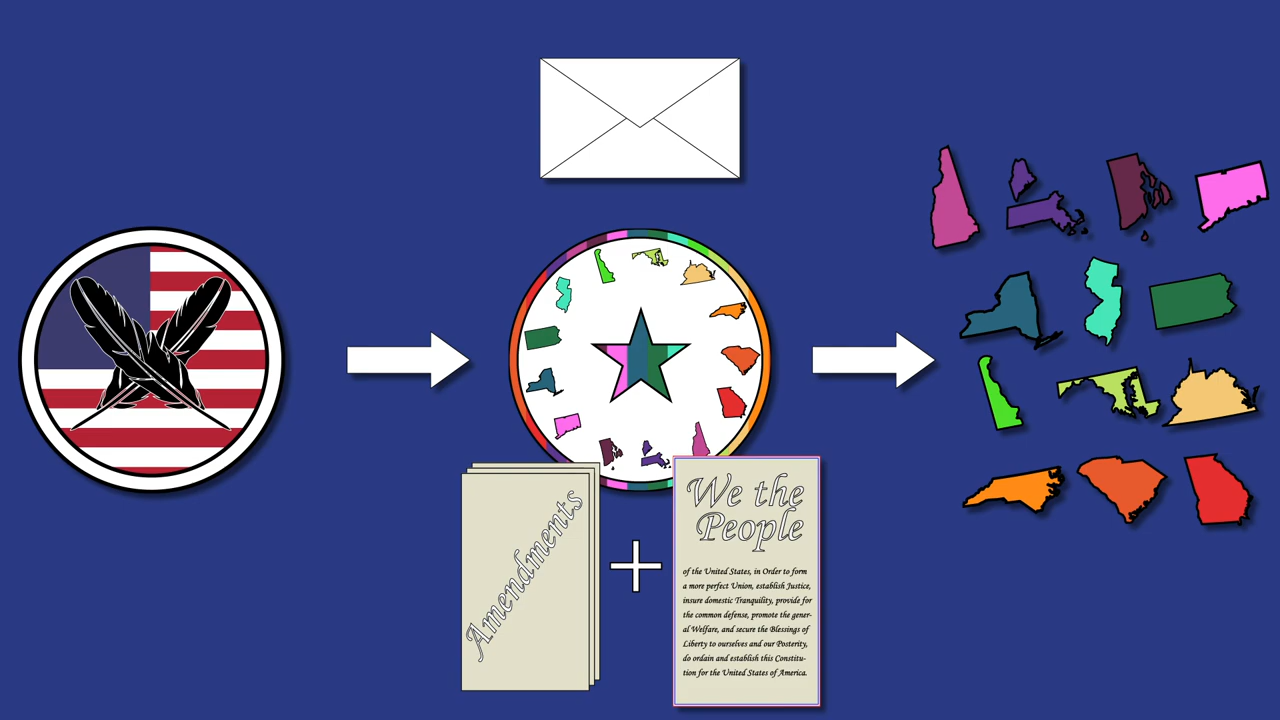 Amendments
We the
People
of the United States, in Order to form
a more perfect Union, establish Justice,
insure domestic Tranquility, provide for
the common defense, promote the gener-
al Welfare, and secure the Blessings of
Liberty to ourselves and our Posterity,
do ordain and establish this Constitu-
tion for the United States of America.